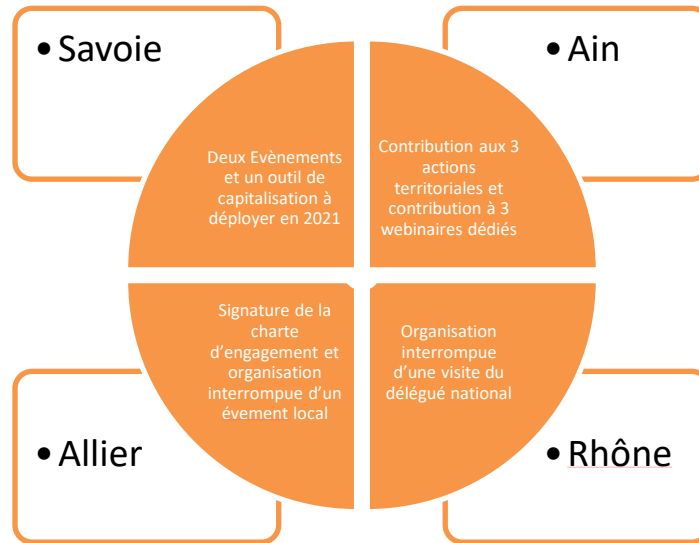 • Savoie
• Ain
Deux Evènements
et un outil de
capitalisation à
déployer en 2021
Contribution aux 3
actions
territoriales et
contribution à 3
webinaires dédiés
Signature de la
charte
d'engagement et
organisation
interrompue d'un
évement local
Organisation
interrompue
d'une visite du
délégué national
• Allier
• Rhône